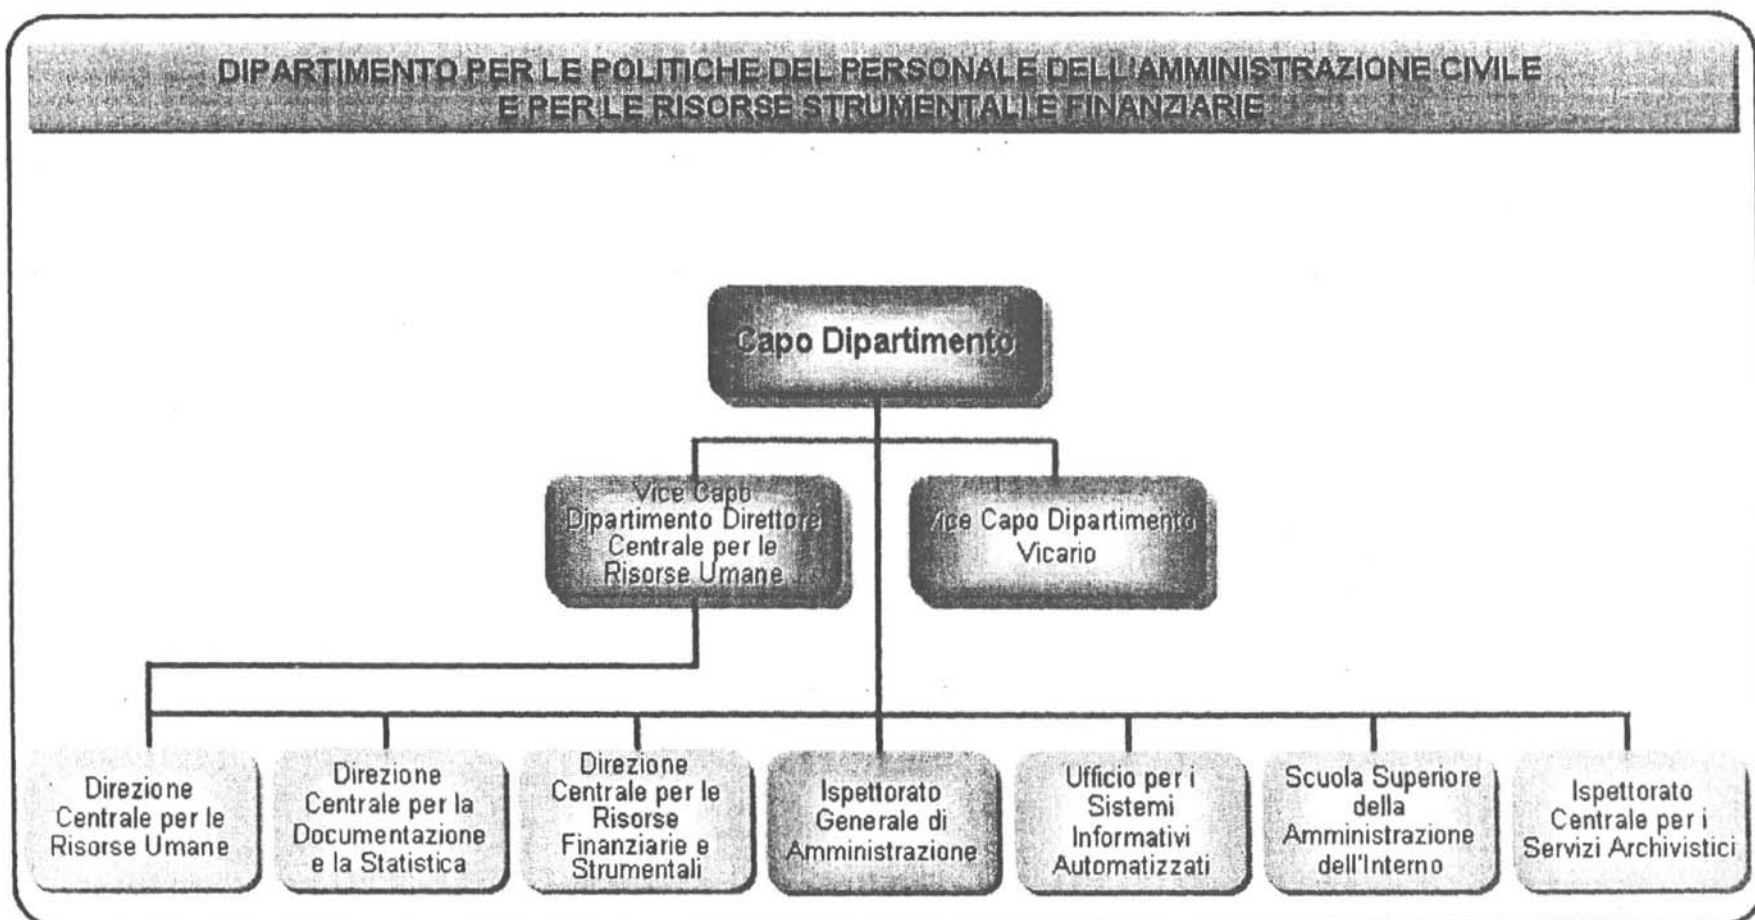 DIPARTIMENTO PER LE POLITICHE DEL PERSONALE DELL'AMMINISTRAZIONE CIVILE
E PER LE RISORSE STRUMENTALI E FINANZIARIE
Capo Dipartimento
Vice Capo
Dipartimento Direttore
Centrale per le
Risorse Umane
Vice Capo Dipartimento
Vicario
Direzione
Centrale per le
Risorse Umane
Direzione
Centrale per la
Documentazione
e la Statistica
Direzione
Centrale per le
Risorse
Finanziarie e
Strumentali
Ispettorato
Generale di
Amministrazione
Ufficio per i
Sistemi
Informativi
Automatizzati
Scuola Superiore
della
Amministrazione
dell'Interno
Ispettorato
Centrale per i
Servizi Archivistici